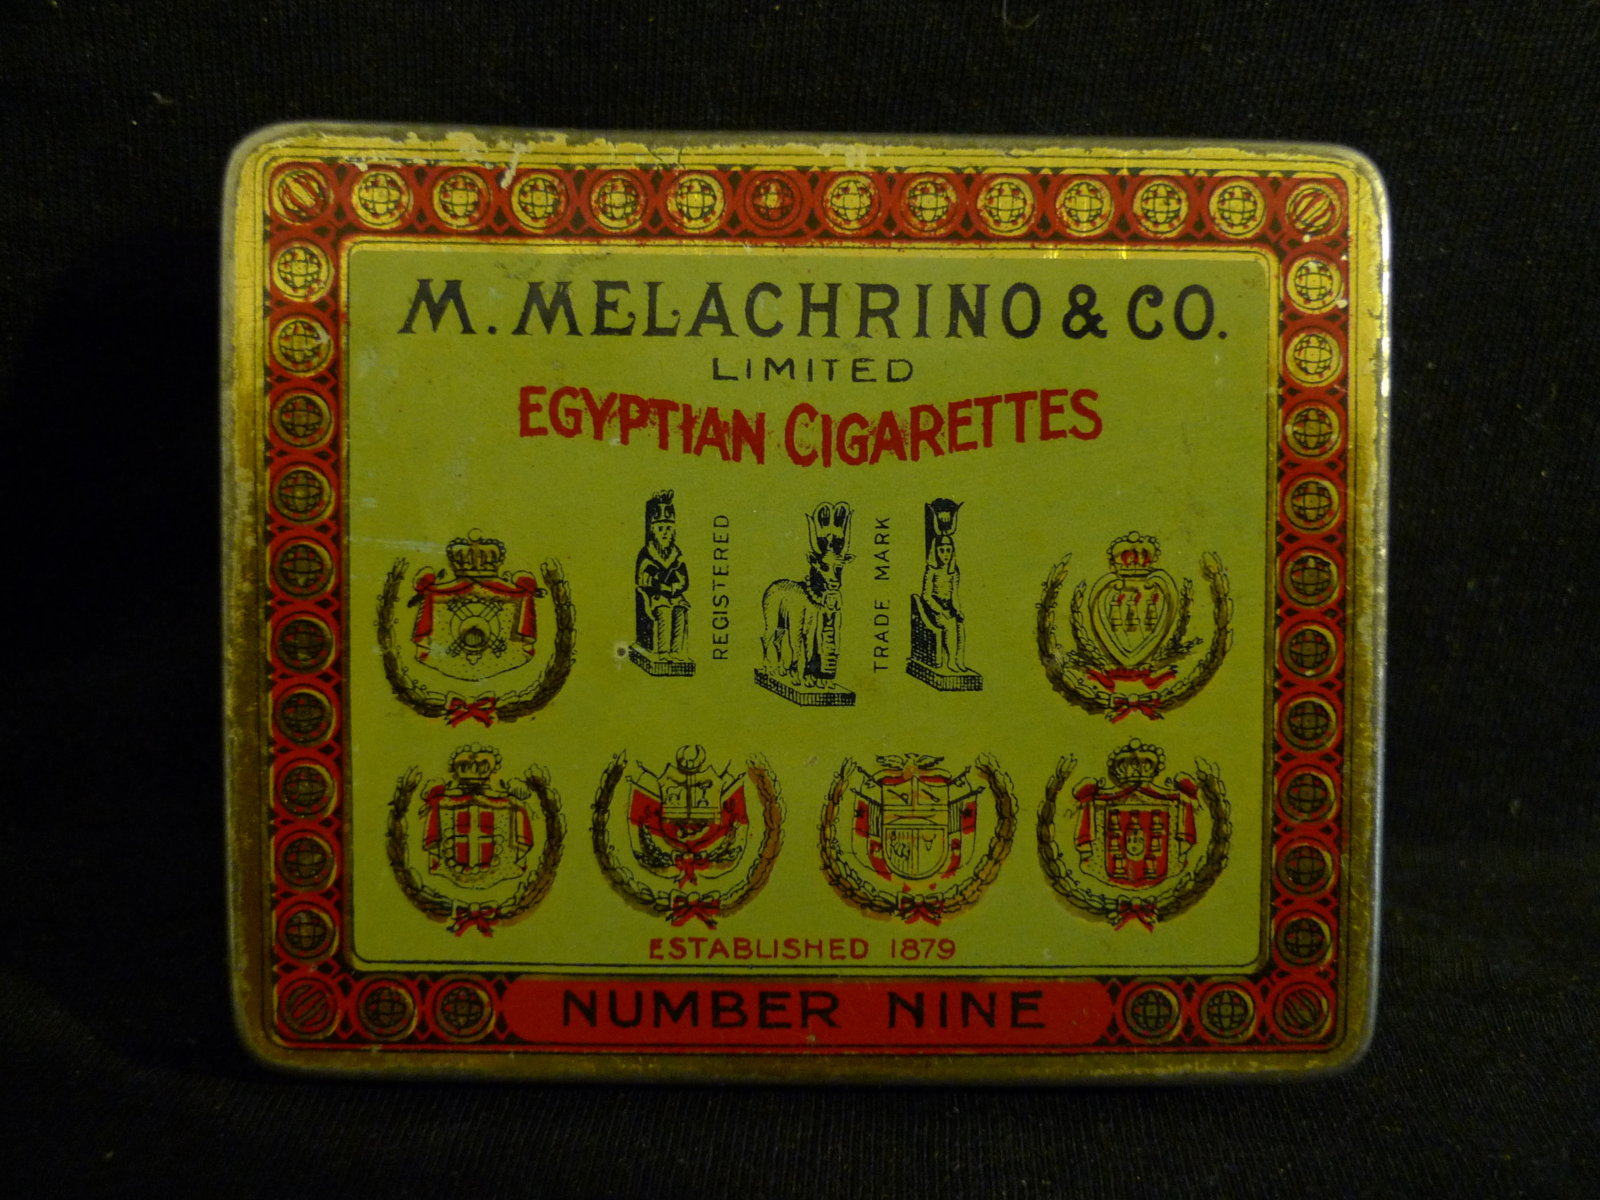 M. MELACHRINO & CO.
LIMITED
EGYPTIAN CIGARETTES
REGISTERED
TRADE MARK
ESTABLISHED 1879
NUMBER NINE